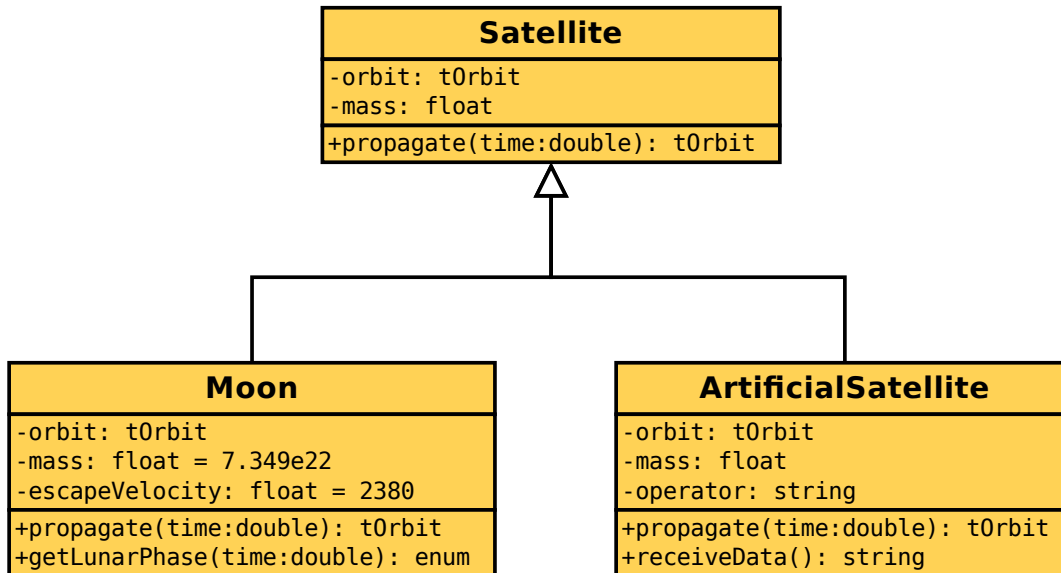 Satellite
-orbit: tOrbit
-mass: float
+propagate(time:double): tOrbit
Moon
-orbit: tOrbit
-mass: float = 7.349e22
-escapeVelocity: float = 2380
+propagate(time:double): tOrbit
+getLunarPhase(time:double): enum
ArtificialSatellite
-orbit: tOrbit
-mass: float
-operator: string
+propagate(time:double): tOrbit
+receiveData(): string